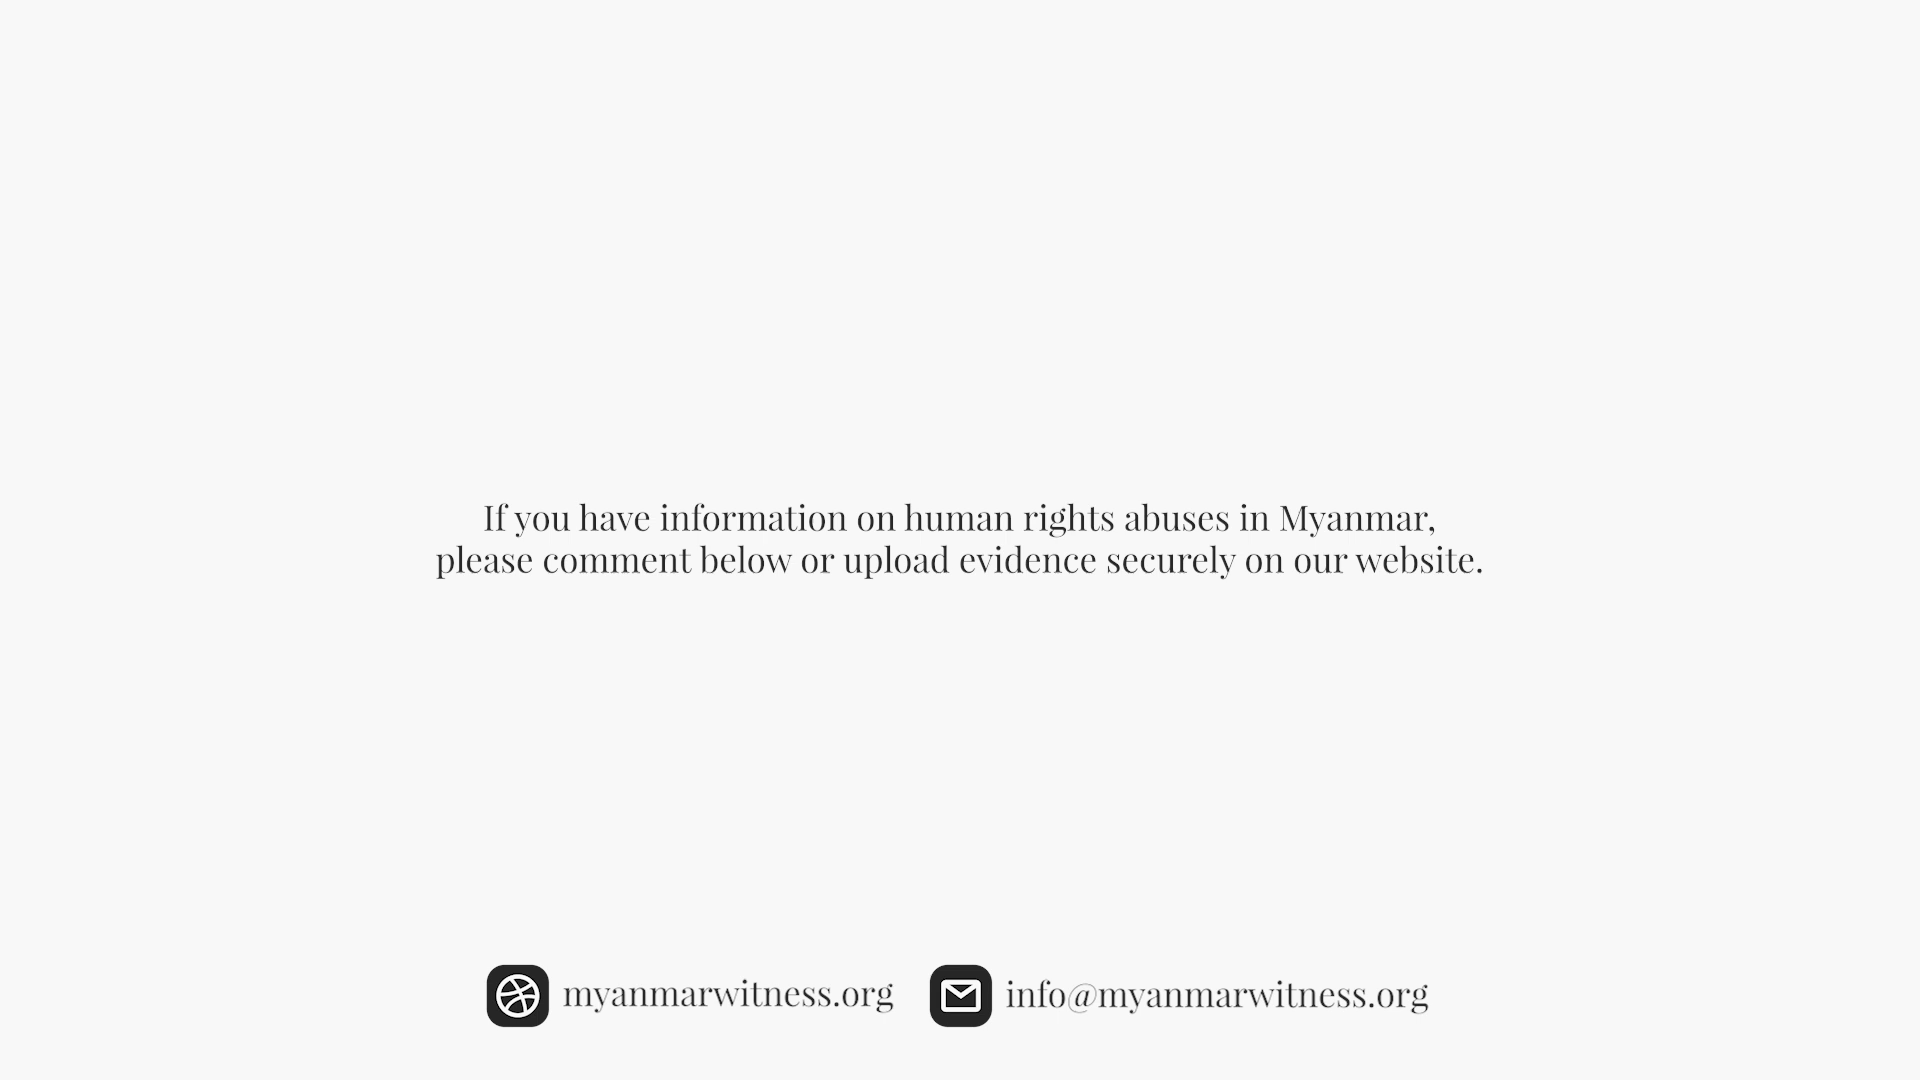 If you have information on human rights abuses in Myanmar,
please comment below or upload evidence securely on our website.
myanmarwitness.org
info@myanmarwitness.org